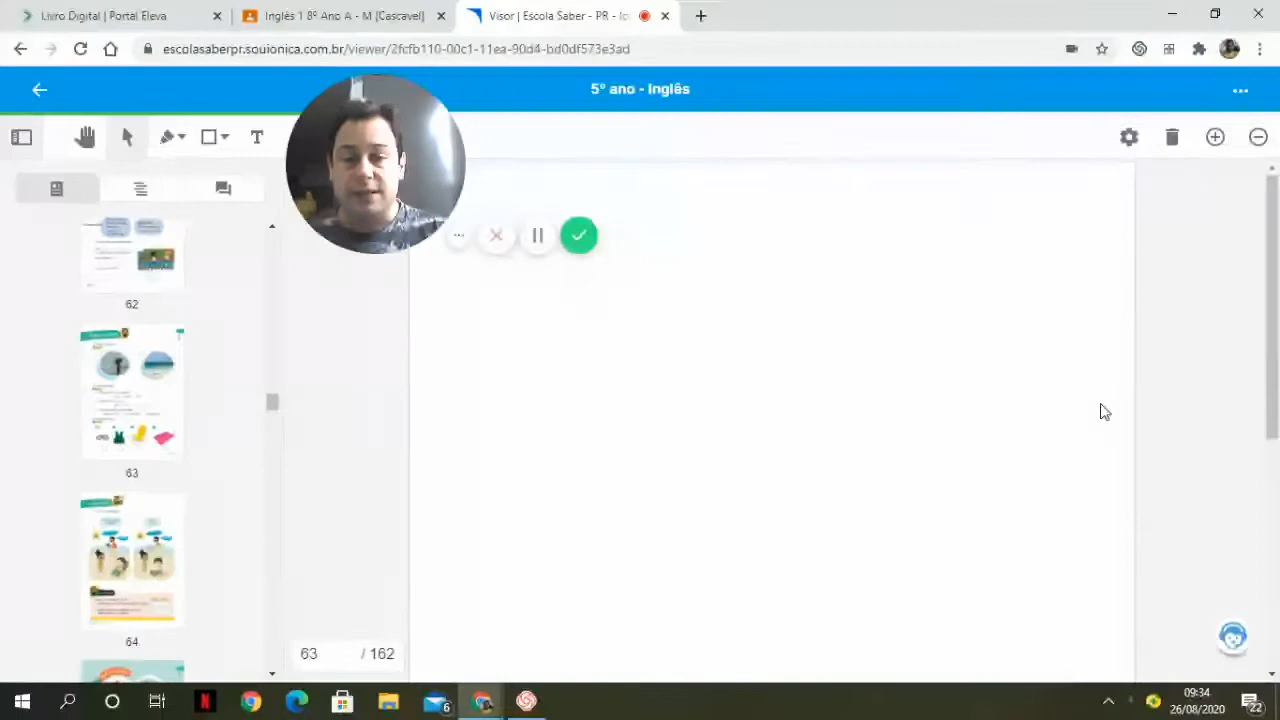 Livro Digital | Portal Eleva
Inglês 1 8º Ano A - M [Cascavel]
Visor | Escola Saber - PR - Io
escolasaberpr.souionica.com.br/viewer/2fcfb110-00c1-11ea-90d4-bd0df573e3ad
5º ano - Inglês
T
62
63
64
63 / 162
6
09:34
26/08/2020
22